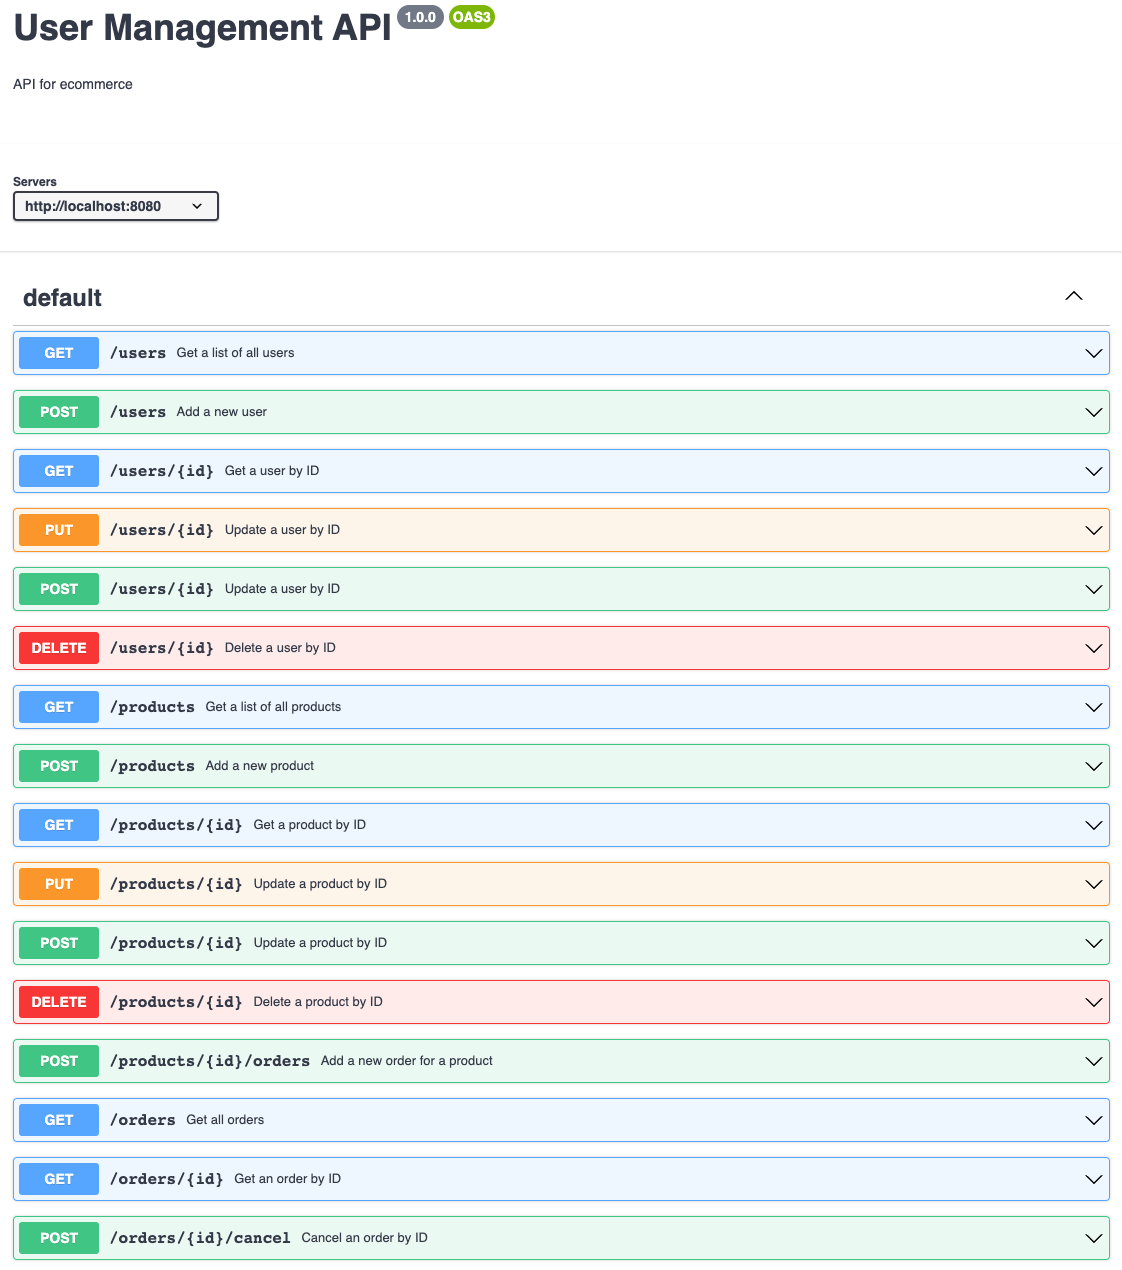 User Management API 1.0.0 OAS3
API for ecommerce
Servers
http://localhost:8080
default
GET /users Get a list of all users
POST /users Add a new user
GET /users/{id} Get a user by ID
PUT /users/{id} Update a user by ID
POST /users/{id} Update a user by ID
DELETE /users/{id} Delete a user by ID
GET /products Get a list of all products
POST /products Add a new product
GET /products/{id} Get a product by ID
PUT /products/{id} Update a product by ID
POST /products/{id} Update a product by ID
DELETE /products/{id} Delete a product by ID
POST /products/{id}/orders Add a new order for a product
GET /orders Get all orders
GET /orders/{id} Get an order by ID
POST /orders/{id}/cancel Cancel an order by ID